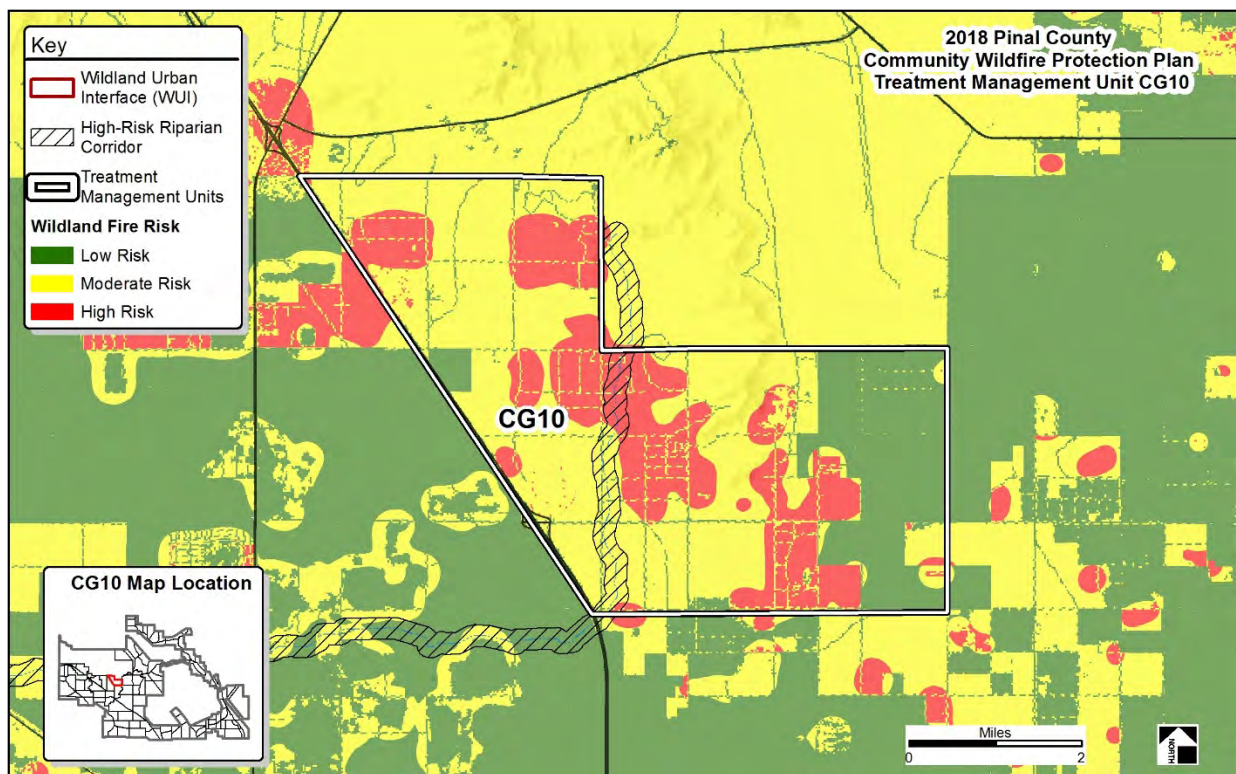 Key
Wildland Urban
Interface (WUI)
High-Risk Riparian
Corridor
Treatment
Management Units
Wildland Fire Risk
Low Risk
Moderate Risk
High Risk
2018 Pinal County
Community Wildfire Protection Plan
Treatment Management Unit CG10
CG10
CG10 Map Location
Miles
0 2
NORTH